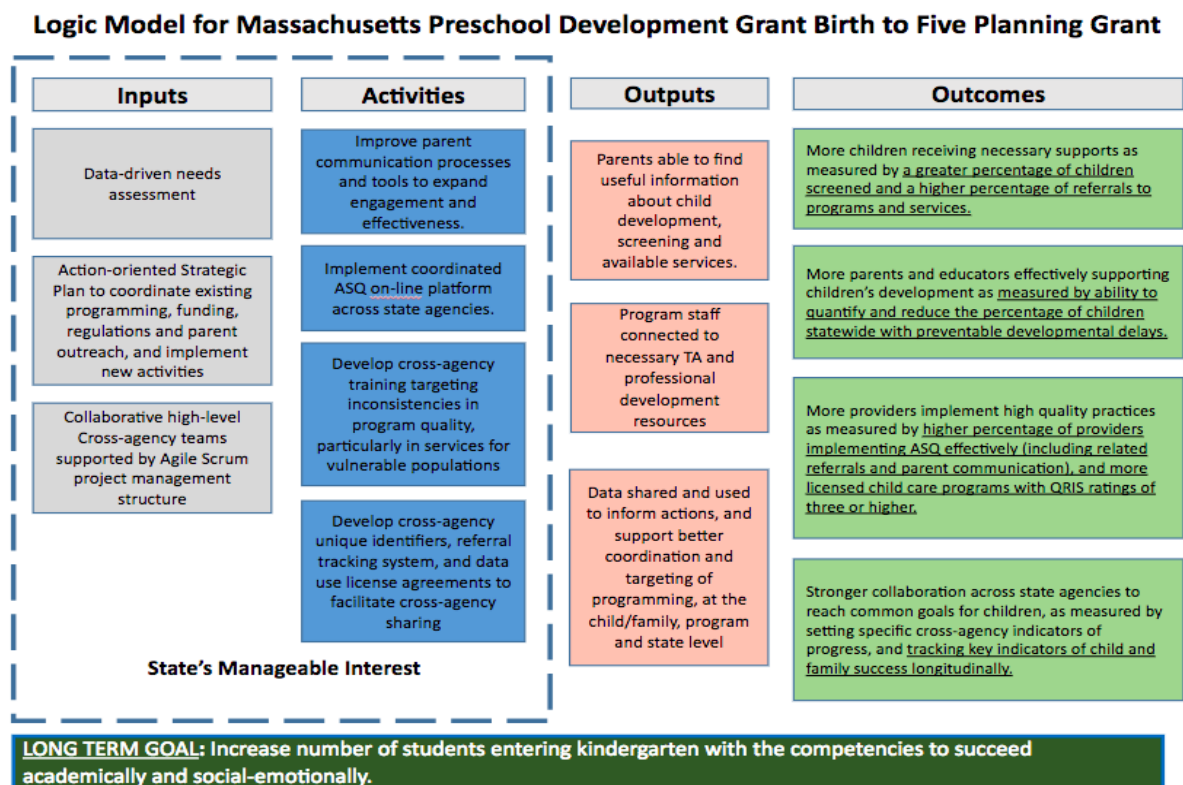 Logic Model for Massachusetts Preschool Development Grant Birth to Five Planning Grant
Inputs
Data-driven needs
assessment
Action-oriented Strategic
Plan to coordinate existing
programming, funding,
regulations and parent
outreach, and implement
new activities
Collaborative high-level
Cross-agency teams
supported by Agile Scrum
project management
structure
Activities
Improve parent
communication processes
and tools to expand
engagement and
effectiveness.
Implement coordinated
ASQ on-line platform
across state agencies.
Develop cross-agency
training targeting
inconsistencies in
program quality,
particularly in services for
vulnerable populations
Develop cross-agency
unique identifiers, referral
tracking system, and data
use license agreements to
facilitate cross-agency
sharing
State's Manageable Interest
Outputs
Parents able to find
useful information
about child
development,
screening and
available services.
Program staff
connected to
necessary TA and
professional
development
resources
Data shared and used
to inform actions, and
support better
coordination and
targeting of
programming, at the
child/family, program
and state level
Outcomes
More children receiving necessary supports as
measured by a greater percentage of children
screened and a higher percentage of referrals to
programs and services.
More parents and educators effectively supporting
children's development as measured by ability to
quantify and reduce the percentage of children
statewide with preventable developmental delays.
More providers implement high quality practices
as measured by higher percentage of providers
implementing ASQ effectively (including related
referrals and parent communication), and more
licensed child care programs with QRIS ratings of
three or higher.
Stronger collaboration across state agencies to
reach common goals for children, as measured by
setting specific cross-agency indicators of
progress, and tracking key indicators of child and
family success longitudinally.
LONG TERM GOAL: Increase number of students entering kindergarten with the competencies to succeed
academically and social-emotionally.